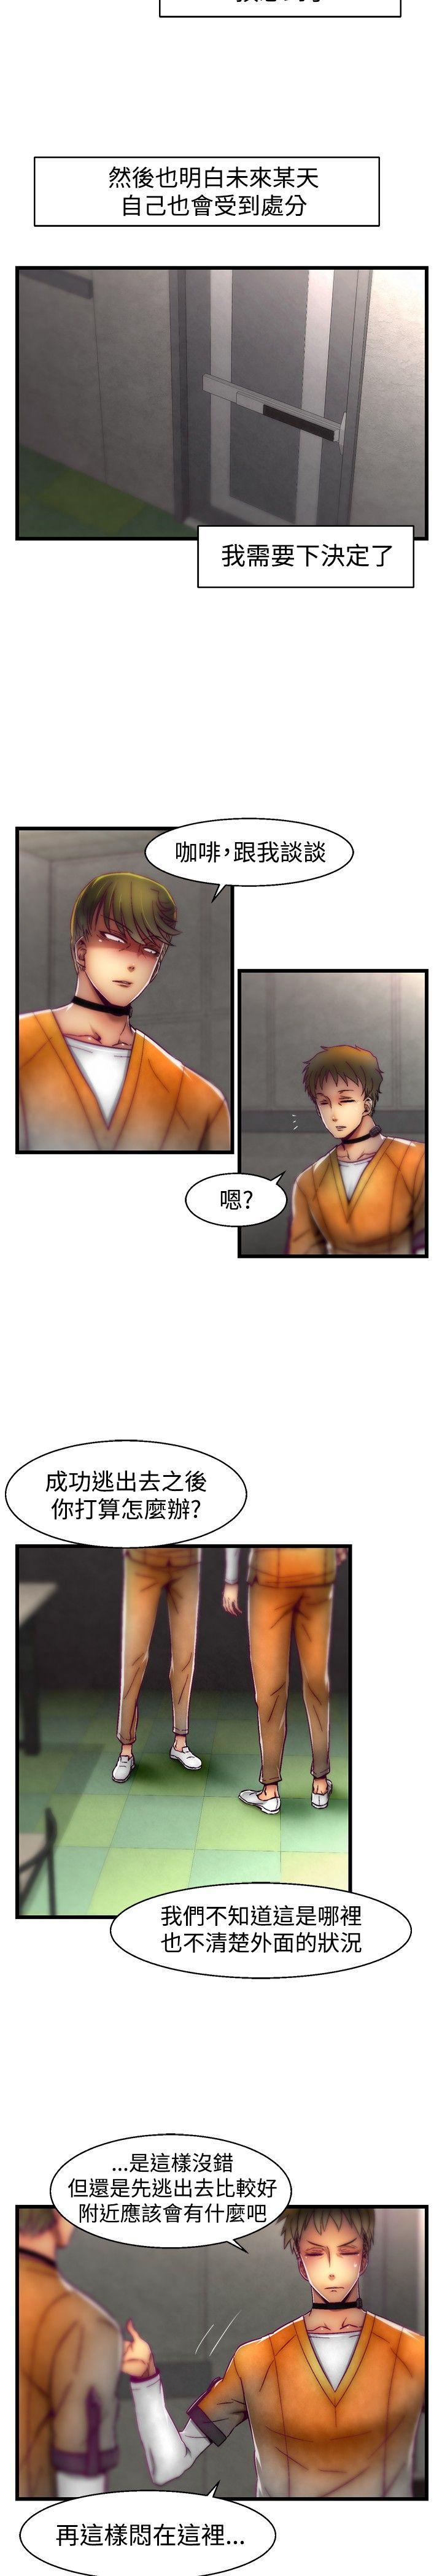 然後也明白未來某天
自己也會受到處分
我需要下決定了
咖啡，跟我談談
嗯?
成功逃出去之後
你打算怎麼辦?
我們不知道這是哪裡
也不清楚外面的狀況
...是這樣沒錯
但還是先逃出去比較好
附近應該會有什麼吧
再這樣悶在這裡...